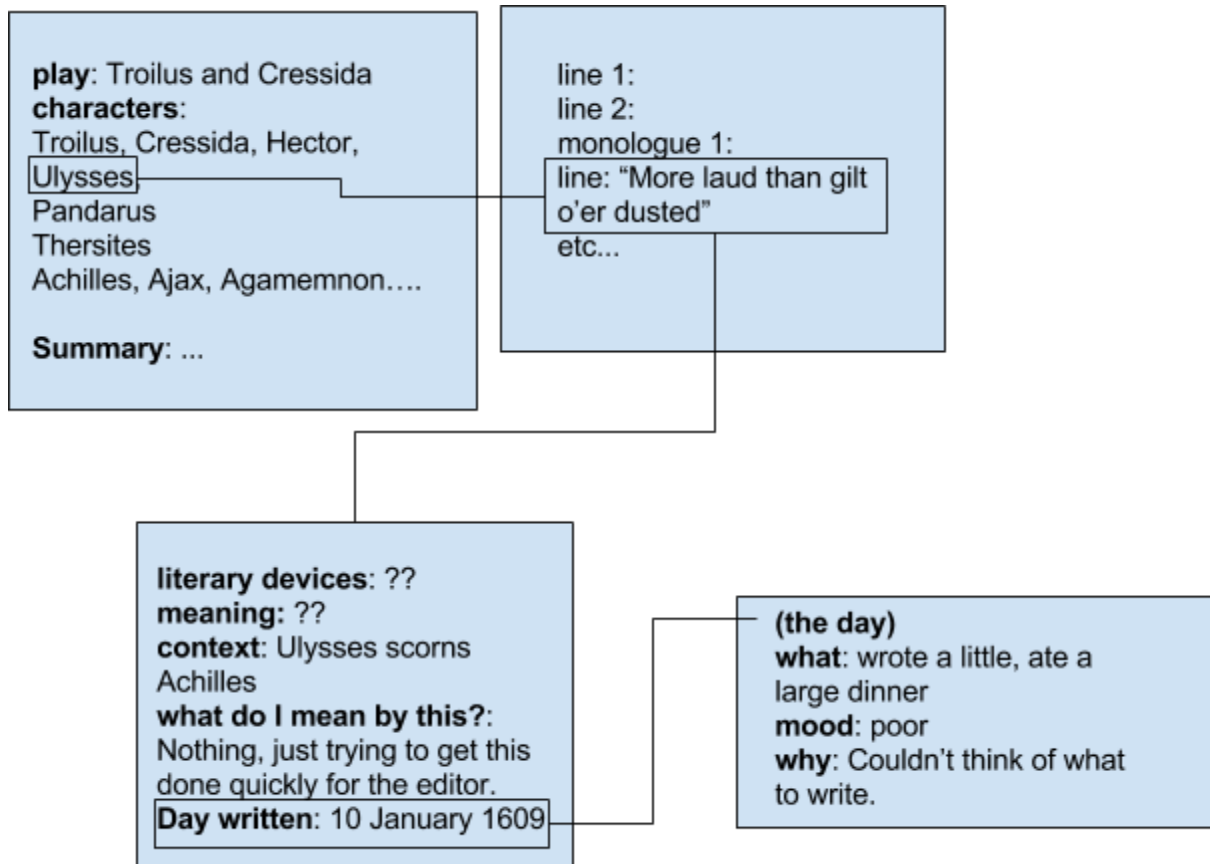 play: Troilus and Cressida
characters:
Troilus, Cressida, Hector,
Ulysses,
Pandarus
Thersites
Achilles, Ajax, Agamemnon....
Summary: ...
line 1:
line 2:
monologue 1:
line: “More laud than gilt
o’er dusted”
etc...
literary devices: ??
meaning: ??
context: Ulysses scorns
Achilles
what do I mean by this?:
Nothing, just trying to get this
done quickly for the editor.
Day written: 10 January 1609
(the day)
what: wrote a little, ate a
large dinner
mood: poor
why: Couldn’t think of what
to write.